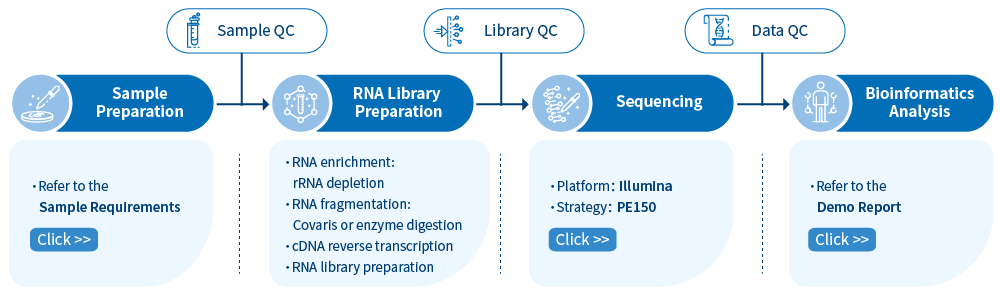 Sample QC
Library QC
Data QC
Sample
Preparation
RNA Library
Preparation
Sequencing
Bioinformatics
Analysis
・Refer to the
Sample Requirements
Click >>
・RNA enrichment:
rRNA depletion
・RNA fragmentation:
Covaris or enzyme digestion
・cDNA reverse transcription
・RNA library preparation
・Platform: Illumina
・Strategy: PE150
Click >>
・Refer to the
Demo Report
Click >>